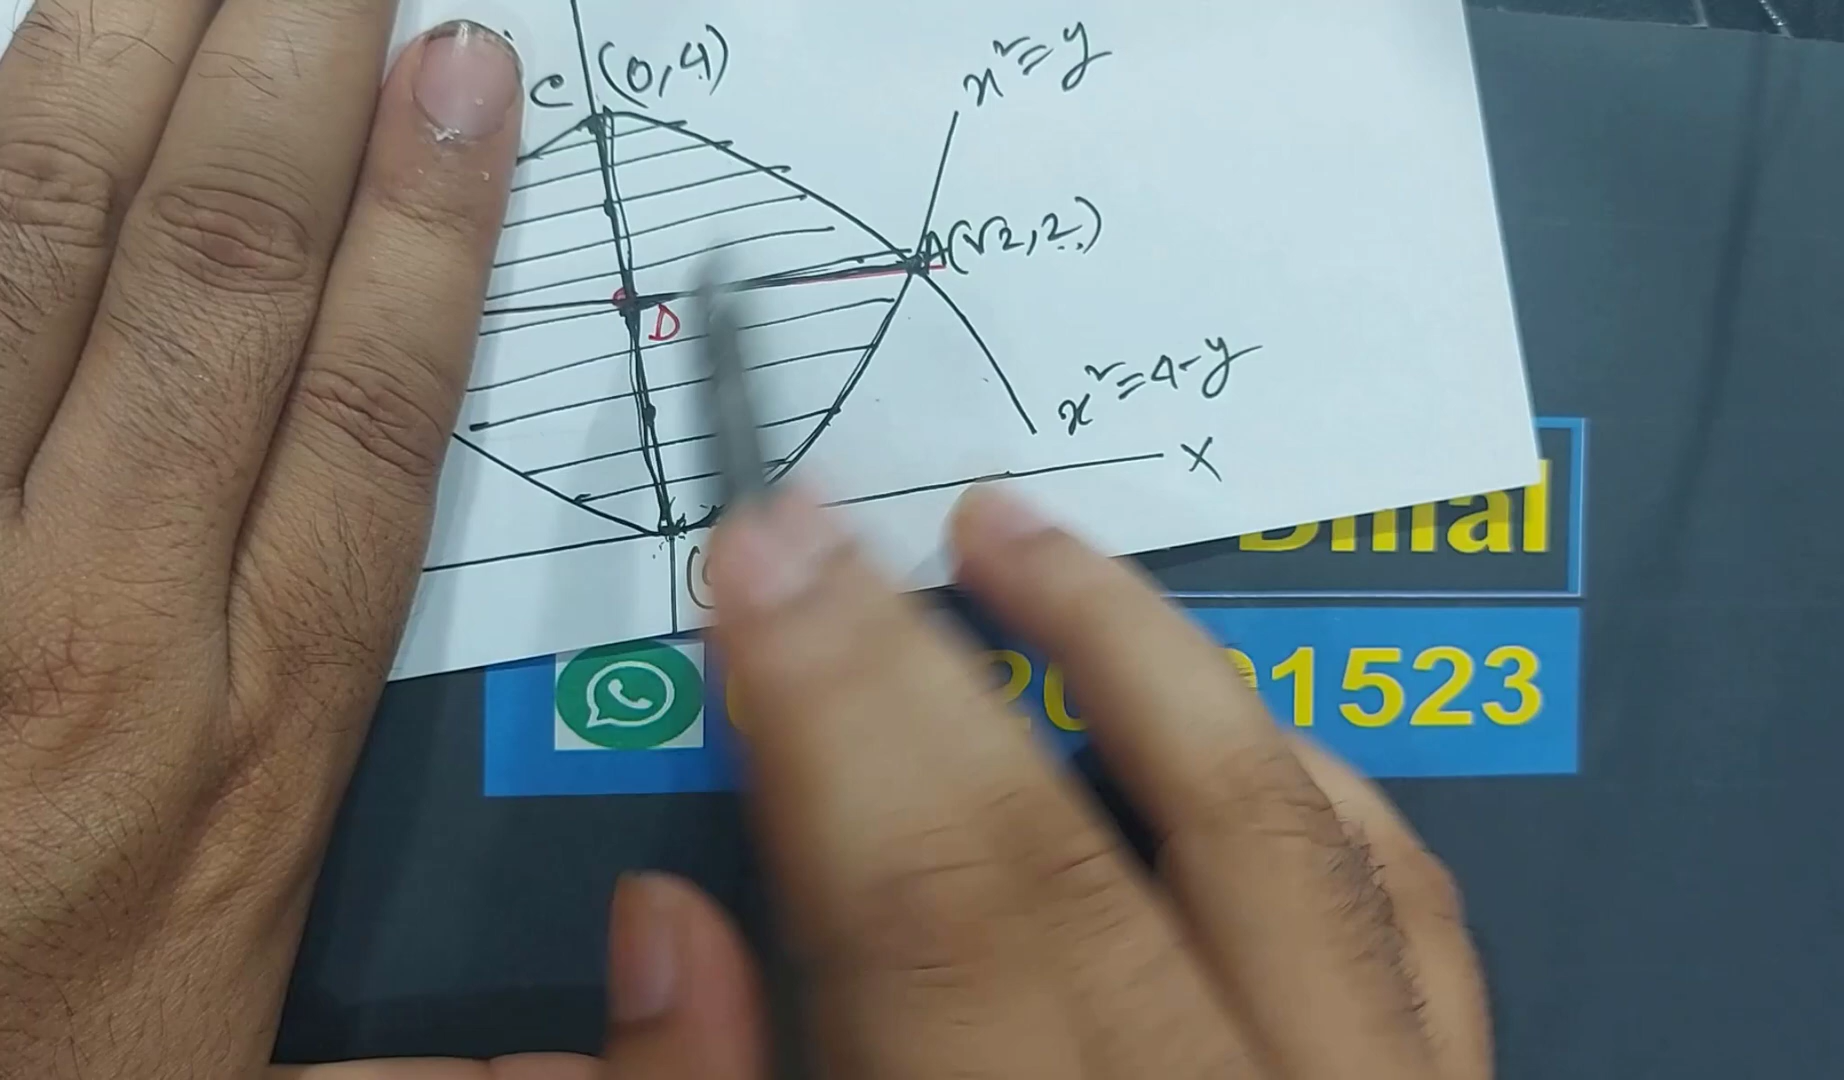 C (0,4)
x²=y
A(√2,2)
D
x²=4-y
X
1523